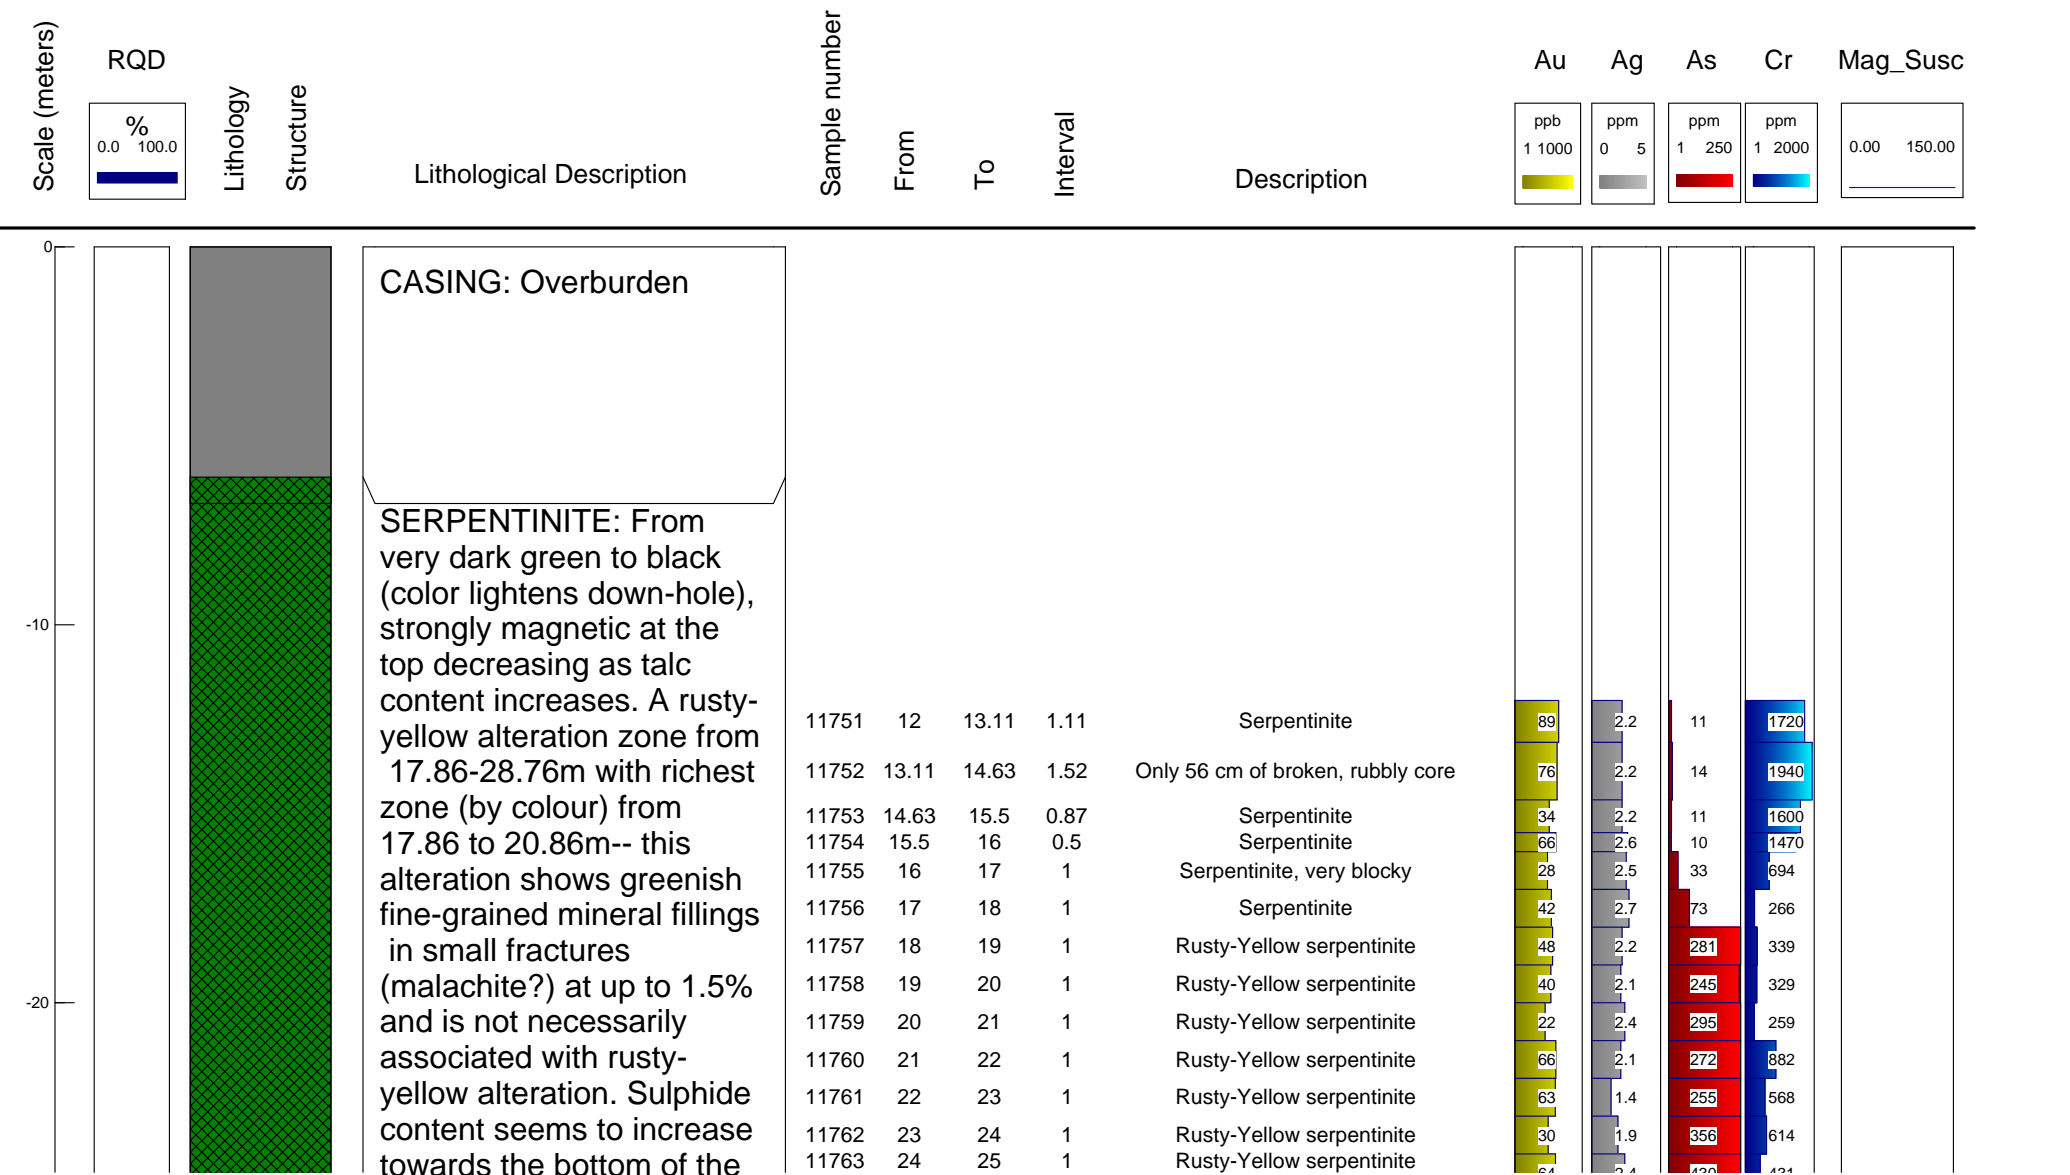 Scale (meters)
RQD
%
0.0 100.0
Lithology
Structure
Lithological Description
Sample number
From
To
Interval
Description
Au
ppb
1 1000
Ag
ppm
0 5
As
ppm
1 250
Cr
ppm
1 2000
Mag_Susc
0.00 150.00
0
-10
-20
CASING: Overburden
SERPENTINITE: From
very dark green to black
(color lightens down-hole),
strongly magnetic at the
top decreasing as talc
content increases. A rusty-
yellow alteration zone from
17.86-28.76m with richest
zone (by colour) from
17.86 to 20.86m-- this
alteration shows greenish
fine-grained mineral fillings
in small fractures
(malachite?) at up to 1.5%
and is not necessarily
associated with rusty-
yellow alteration. Sulphide
content seems to increase
towards the bottom of the
11751 12 13.11 1.11 Serpentinite 89 2.2 11 1720
11752 13.11 14.63 1.52 Only 56 cm of broken, rubbly core 76 2.2 14 1940
11753 14.63 15.5 0.87 Serpentinite 34 2.2 11 1600
11754 15.5 16 0.5 Serpentinite 66 2.6 10 1470
11755 16 17 1 Serpentinite, very blocky 28 2.5 33 694
11756 17 18 1 Serpentinite 42 2.7 73 266
11757 18 19 1 Rusty-Yellow serpentinite 48 2.2 281 339
11758 19 20 1 Rusty-Yellow serpentinite 40 2.1 245 329
11759 20 21 1 Rusty-Yellow serpentinite 22 2.4 295 259
11760 21 22 1 Rusty-Yellow serpentinite 66 2.1 272 882
11761 22 23 1 Rusty-Yellow serpentinite 63 1.4 255 568
11762 23 24 1 Rusty-Yellow serpentinite 30 1.9 356 614
11763 24 25 1 Rusty-Yellow serpentinite